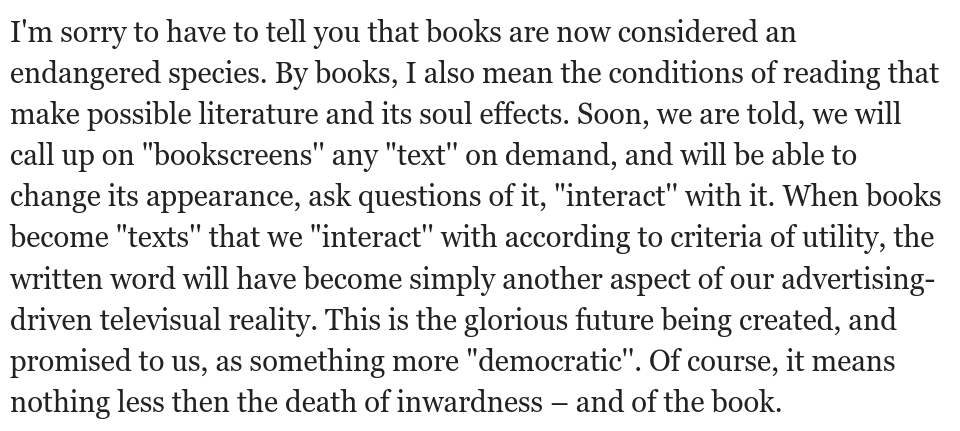 I'm sorry to have to tell you that books are now considered an
endangered species. By books, I also mean the conditions of reading that
make possible literature and its soul effects. Soon, we are told, we will
call up on "bookscreens'' any "text'' on demand, and will be able to
change its appearance, ask questions of it, "interact'' with it. When books
become "texts'' that we "interact'' with according to criteria of utility, the
written word will have become simply another aspect of our advertising-
driven televisual reality. This is the glorious future being created, and
promised to us, as something more "democratic''. Of course, it means
nothing less then the death of inwardness – and of the book.